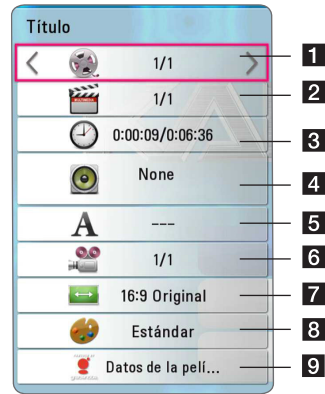 Título
1/1
1
1/1
2
0:00:09/0:06:36
3
None
4
A
---
5
1/1
6
16:9 Original
7
Estándar
8
Datos de la pelí...
9